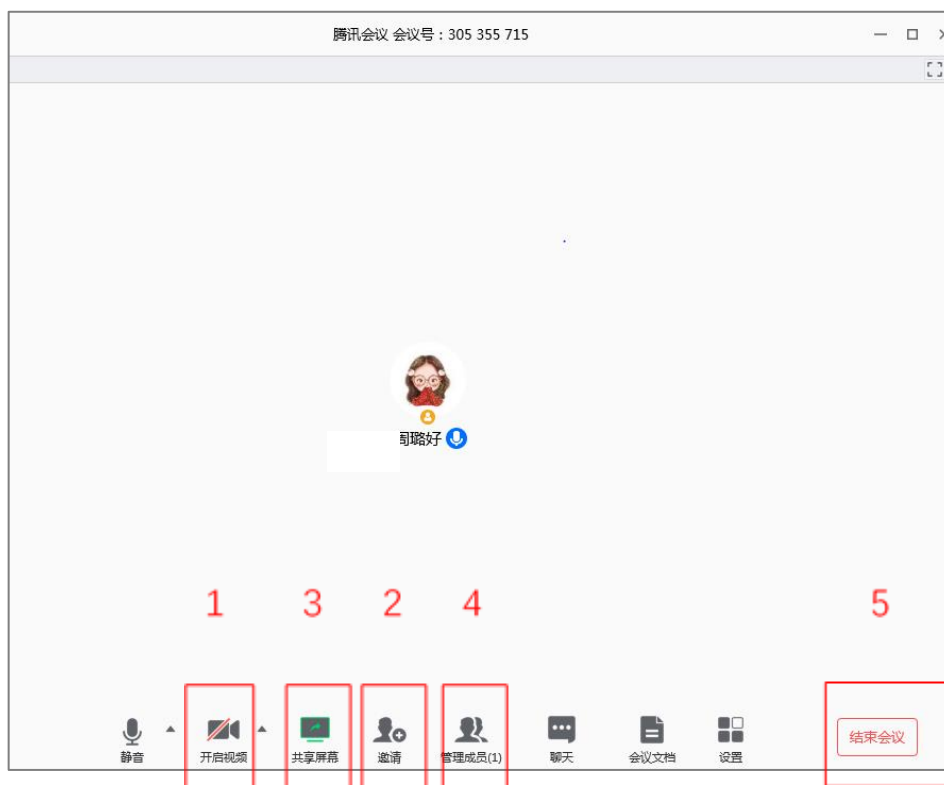 腾讯会议 会议号：305 355 715
璐好
1 3 2 4 5
静音 开启视频 共享屏幕 邀请 管理成员(1) 聊天 会议文档 设置 结束会议